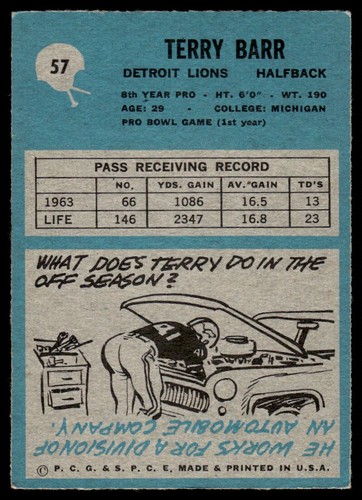 57
TERRY BARR
DETROIT LIONS HALFBACK
8th YEAR PRO - HT. 6'0" - WT. 190
AGE: 29 - COLLEGE: MICHIGAN
PRO BOWL GAME (1st year)
PASS RECEIVING RECORD
NO. YDS. GAIN AV. GAIN TD'S
1963 66 1086 16.5 13
LIFE 146 2347 16.8 23
WHAT DOES TERRY DO IN THE
OFF SEASON?
HE WORKS FOR A DIVISION OF
AN AUTOMOBILE COMPANY.
© P. C. G. & S. P. C. E, MADE & PRINTED IN U.S.A.